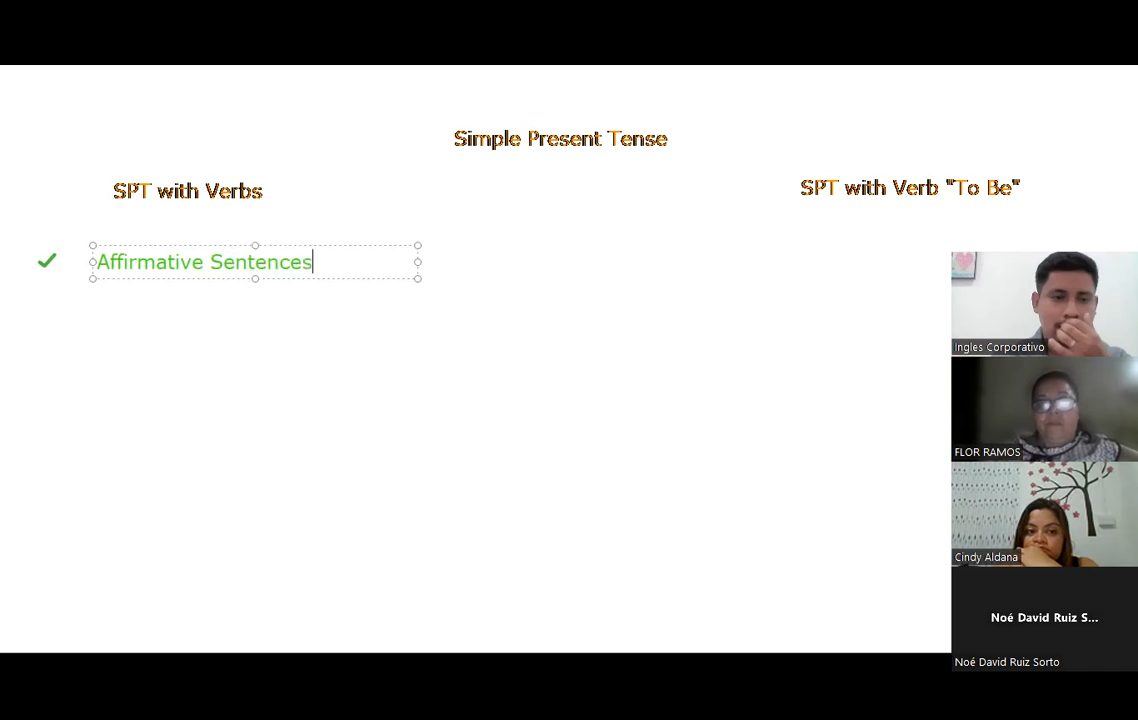 Simple Present Tense
SPT with Verbs
SPT with Verb "To Be"
Affirmative Sentences
Ingles Corporativo
FLOR RAMOS
Cindy Aldana
Noé David Ruiz S...
Noé David Ruiz Sorto